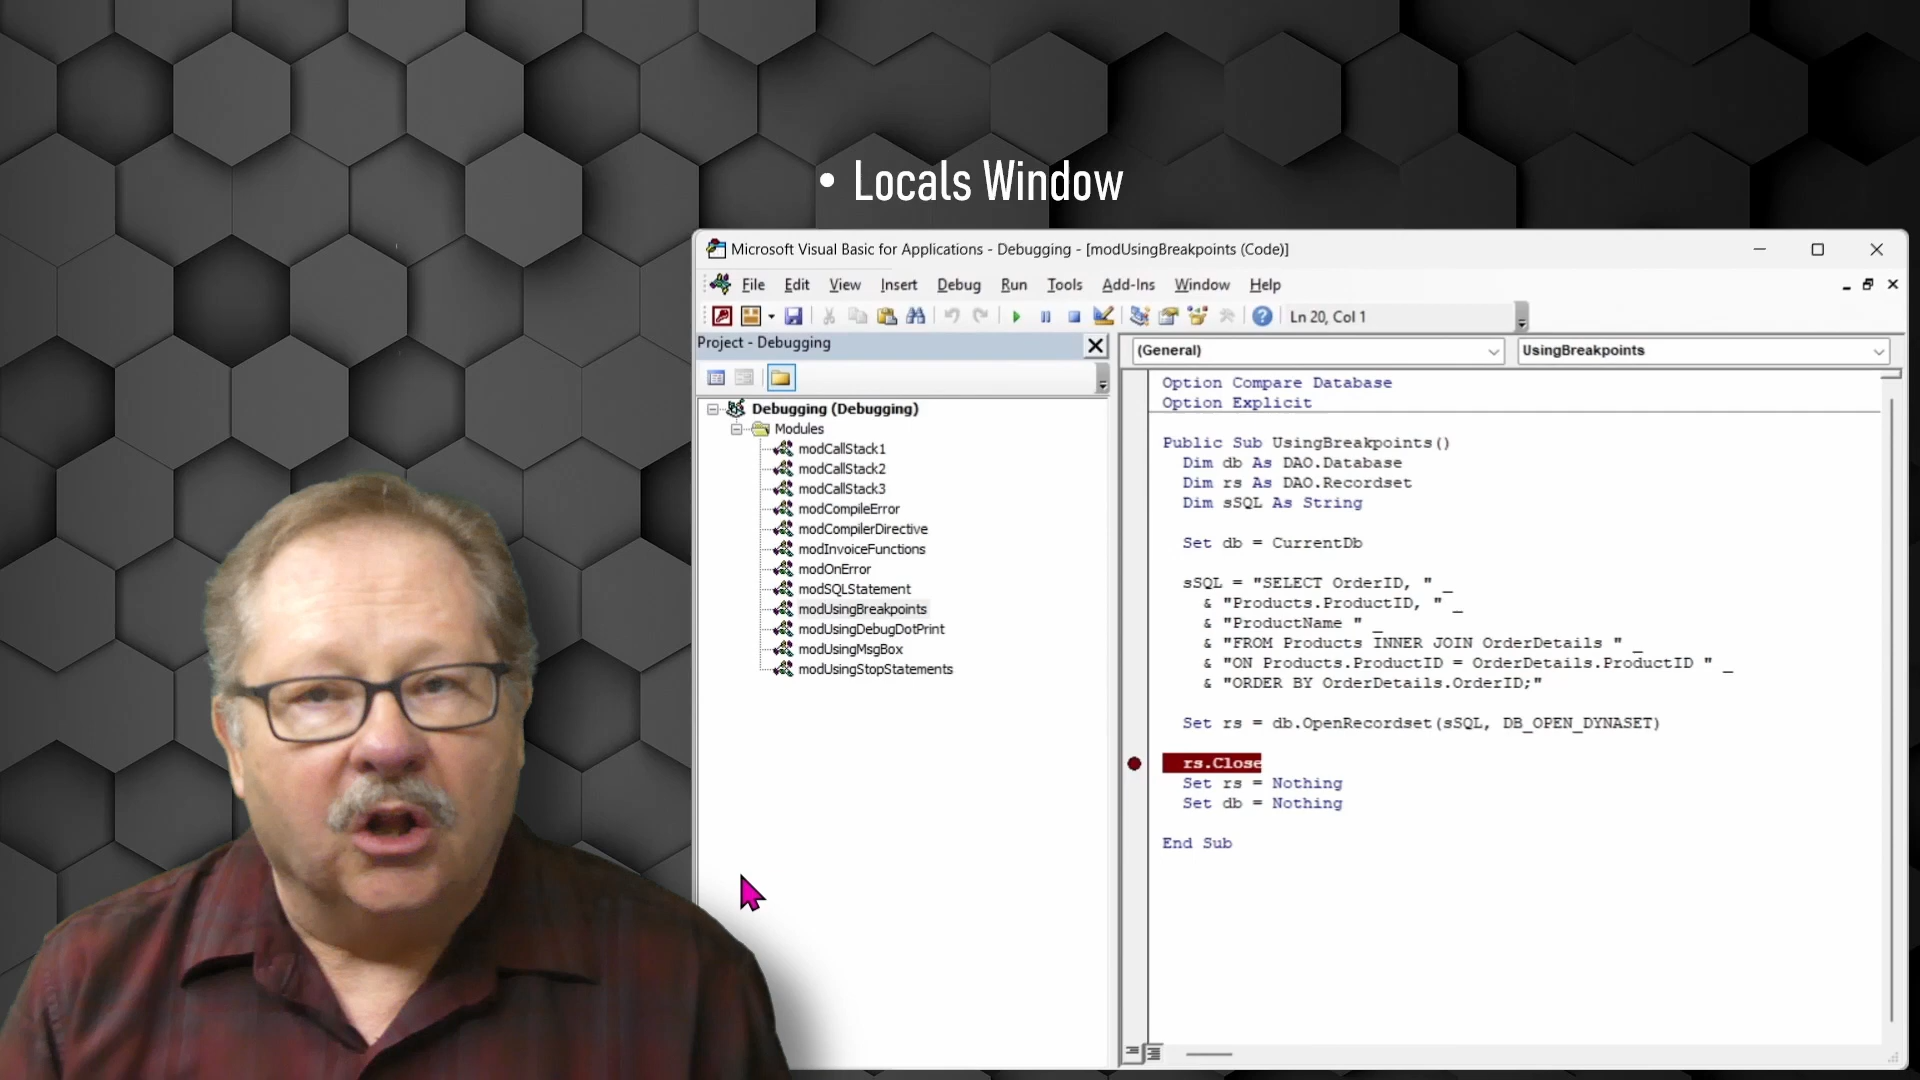 • Locals Window
Microsoft Visual Basic for Applications - Debugging - [modUsingBreakpoints (Code)]
File Edit View Insert Debug Run Tools Add-Ins Window Help
Ln 20, Col 1
Project - Debugging
Debugging (Debugging)
Modules
modCallStack1
modCallStack2
modCallStack3
modCompileError
modCompilerDirective
modInvoiceFunctions
modOnError
modSQLStatement
modUsingBreakpoints
modUsingDebugDotPrint
modUsingMsgBox
modUsingStopStatements
(General) UsingBreakpoints
Option Compare Database
Option Explicit
Public Sub UsingBreakpoints()
Dim db As DAO.Database
Dim rs As DAO.Recordset
Dim sSQL As String
Set db = CurrentDb
sSQL = "SELECT OrderID, " _
& "Products.ProductID, " _
& "ProductName " _
& "FROM Products INNER JOIN OrderDetails " _
& "ON Products.ProductID = OrderDetails.ProductID " _
& "ORDER BY OrderDetails.OrderID;"
Set rs = db.OpenRecordset(sSQL, DB_OPEN_DYNASET)
rs.Close
Set rs = Nothing
Set db = Nothing
End Sub